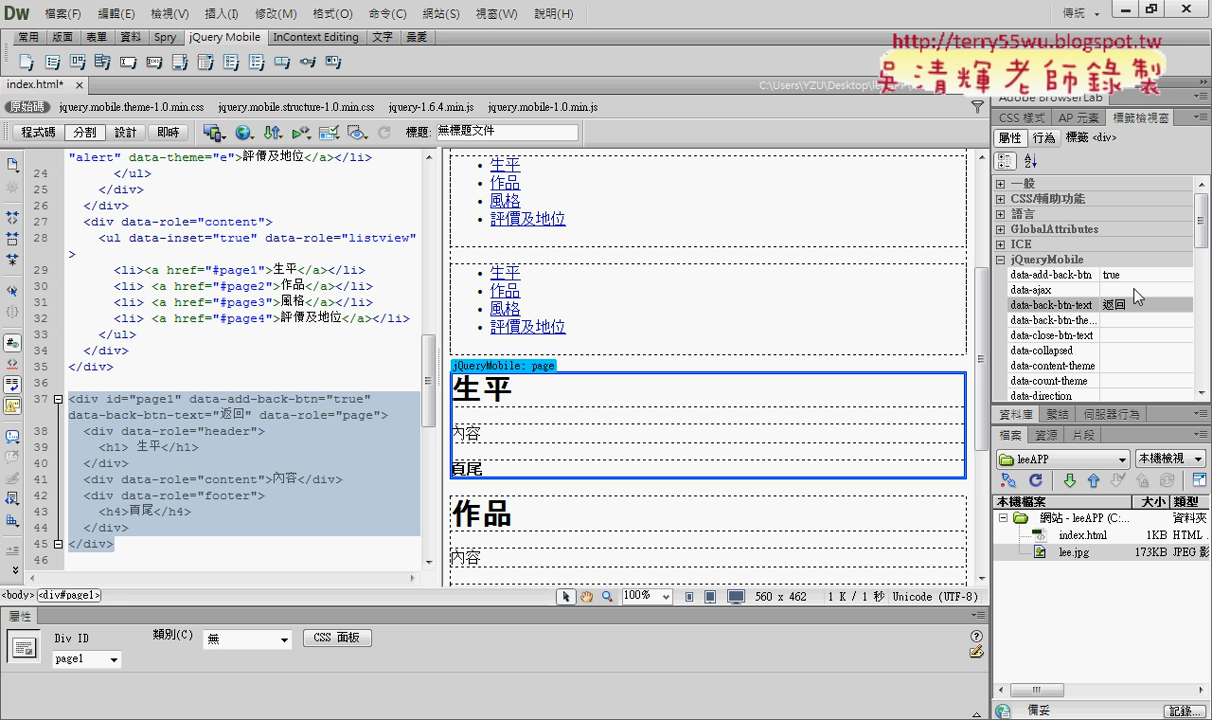 Dw 檔案(F) 編輯(E) 檢視(V) 插入(I) 修改(M) 格式(O) 命令(C) 網站(S) 視窗(W) 說明(H) 傳統
常用 版面 表單 資料 Spry jQuery Mobile InContext Editing 文字 最愛
http://terry55wu.blogspot.tw
吳清輝老師錄製
index.html* C:\Users\YZU\Desktop\
Adobe BrowserLab
原始碼 jquery.mobile.theme-1.0.min.css jquery.mobile.structure-1.0.min.css jquery-1.6.4.min.js jquery.mobile-1.0.min.js
CSS 樣式 AP 元素 標籤檢視窗
程式碼 分割 設計 即時 標題: 無標題文件
屬性 行為 標籤 <div>
"alert" data-theme="e">評價及地位</a></li>
24 </ul>
25 </div>
26 </div>
27 <div data-role="content">
28 <ul data-inset="true" data-role="listview"
>
29 <li><a href="#page1">生平</a></li>
30 <li> <a href="#page2">作品</a></li>
31 <li> <a href="#page3">風格</a></li>
32 <li> <a href="#page4">評價及地位</a></li>
33 </ul>
34 </div>
35 </div>
36
37 <div id="page1" data-add-back-btn="true"
data-back-btn-text="返回" data-role="page">
38 <div data-role="header">
39 <h1> 生平</h1>
40 </div>
41 <div data-role="content">內容</div>
42 <div data-role="footer">
43 <h4>頁尾</h4>
44 </div>
45 </div>
46
生平
作品
風格
評價及地位
生平
作品
風格
評價及地位
jQueryMobile: page
生平
內容
頁尾
作品
內容
一般
CSS/輔助功能
語言
GlobalAttributes
ICE
jQueryMobile
data-add-back-btn true
data-ajax
data-back-btn-text 返回
data-back-btn-the...
data-close-btn-text
data-collapsed
data-content-theme
data-count-theme
data-direction
資料庫 繫結 伺服器行為
檔案 資源 片段
leeAPP 本機檢視
本機檔案 大小 類型
網站 - leeAPP (C:... 資料夾
index.html 1KB HTML
lee.jpg 173KB JPEG 影
<body> <div#page1> 100% 560 x 462 1 K / 1 秒 Unicode (UTF-8)
屬性
Div ID 類別(C) 無 CSS 面板
page1
備妥 記錄...